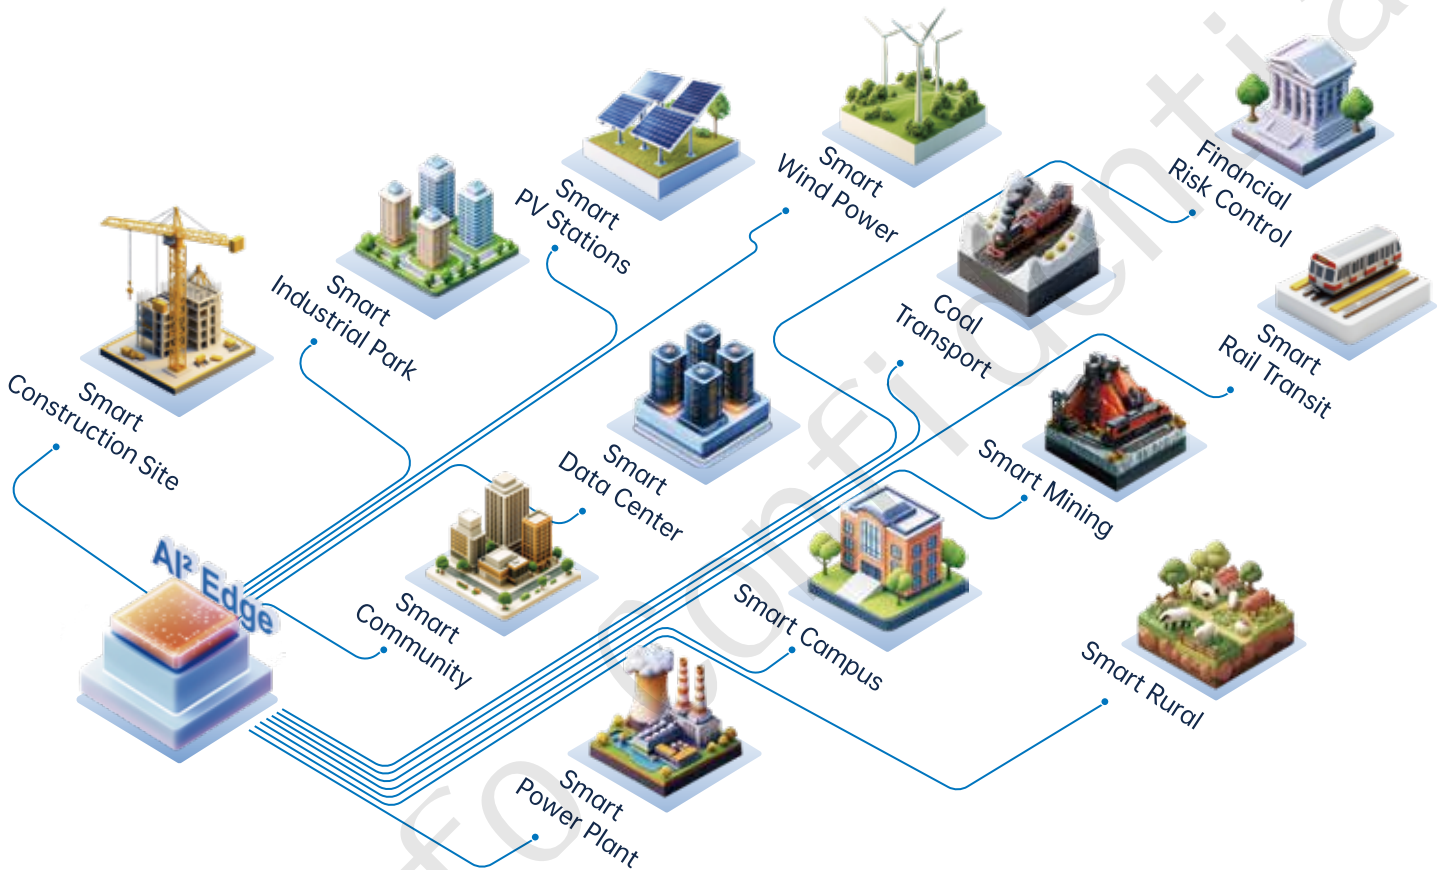 Smart
Wind Power
Financial
Risk Control
Smart
PV Stations
Smart
Industrial Park
Coal
Transport
Smart
Rail Transit
Smart
Construction Site
Smart
Data Center
Smart Mining
AI² Edge
Smart
Community
Smart Campus
Smart Rural
Smart
Power Plant